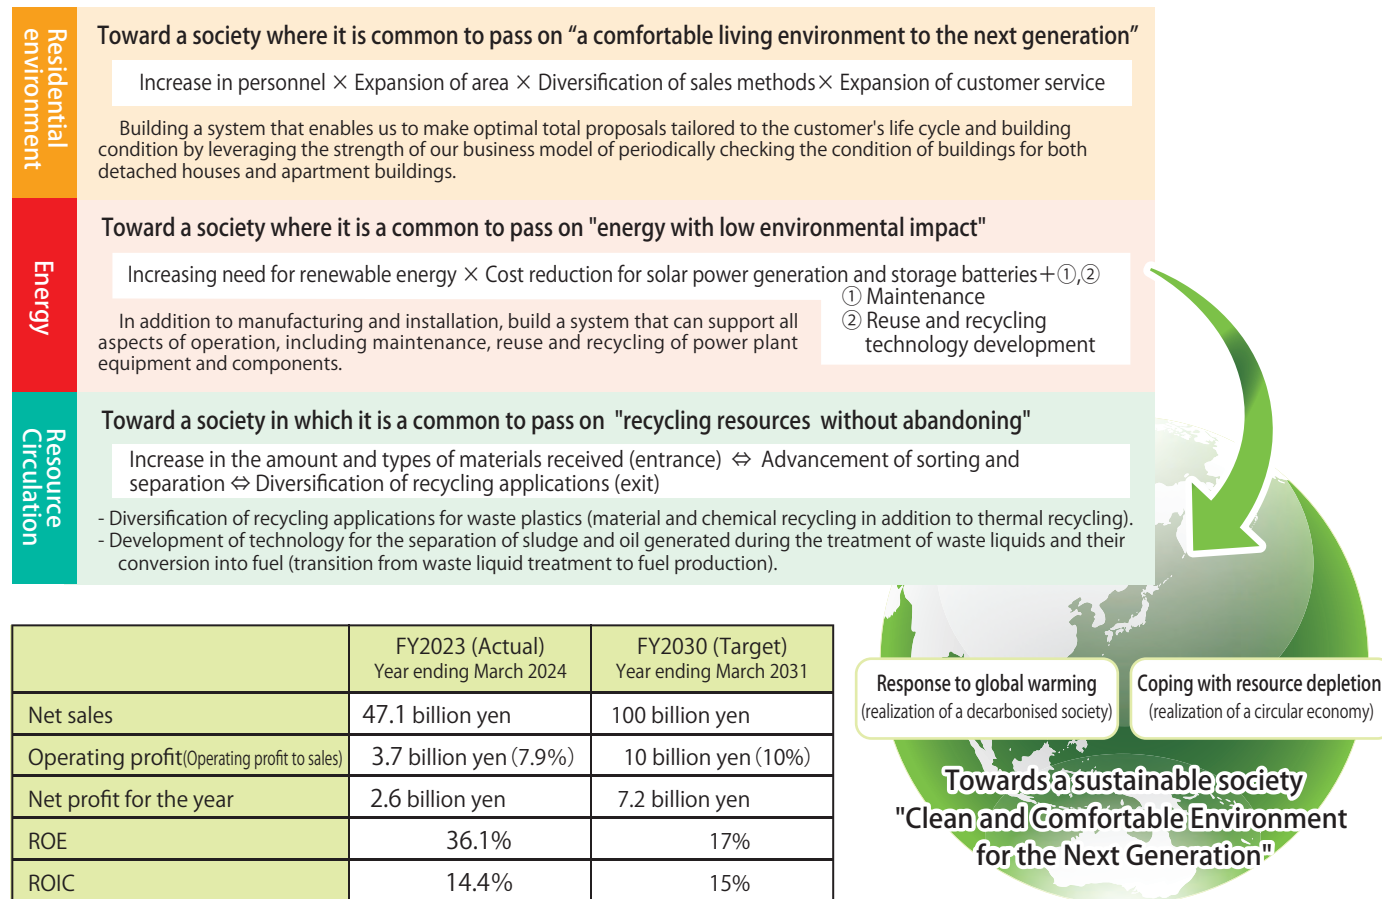 Residential
environment
Toward a society where it is common to pass on “a comfortable living environment to the next generation”
Increase in personnel × Expansion of area × Diversification of sales methods× Expansion of customer service
Building a system that enables us to make optimal total proposals tailored to the customer's life cycle and building
condition by leveraging the strength of our business model of periodically checking the condition of buildings for both
detached houses and apartment buildings.
Energy
Toward a society where it is a common to pass on "energy with low environmental impact"
Increasing need for renewable energy × Cost reduction for solar power generation and storage batteries+①,②
① Maintenance
② Reuse and recycling
technology development
In addition to manufacturing and installation, build a system that can support all
aspects of operation, including maintenance, reuse and recycling of power plant
equipment and components.
Resource
Circulation
Toward a society in which it is a common to pass on "recycling resources without abandoning"
Increase in the amount and types of materials received (entrance) ⇔ Advancement of sorting and
separation ⇔ Diversification of recycling applications (exit)
- Diversification of recycling applications for waste plastics (material and chemical recycling in addition to thermal recycling).
- Development of technology for the separation of sludge and oil generated during the treatment of waste liquids and their
conversion into fuel (transition from waste liquid treatment to fuel production).
FY2023 (Actual) FY2030 (Target)
Year ending March 2024 Year ending March 2031
Net sales 47.1 billion yen 100 billion yen
Operating profit(Operating profit to sales) 3.7 billion yen (7.9%) 10 billion yen (10%)
Net profit for the year 2.6 billion yen 7.2 billion yen
ROE 36.1% 17%
ROIC 14.4% 15%
Response to global warming
(realization of a decarbonised society)
Coping with resource depletion
(realization of a circular economy)
Towards a sustainable society
"Clean and Comfortable Environment
for the Next Generation"